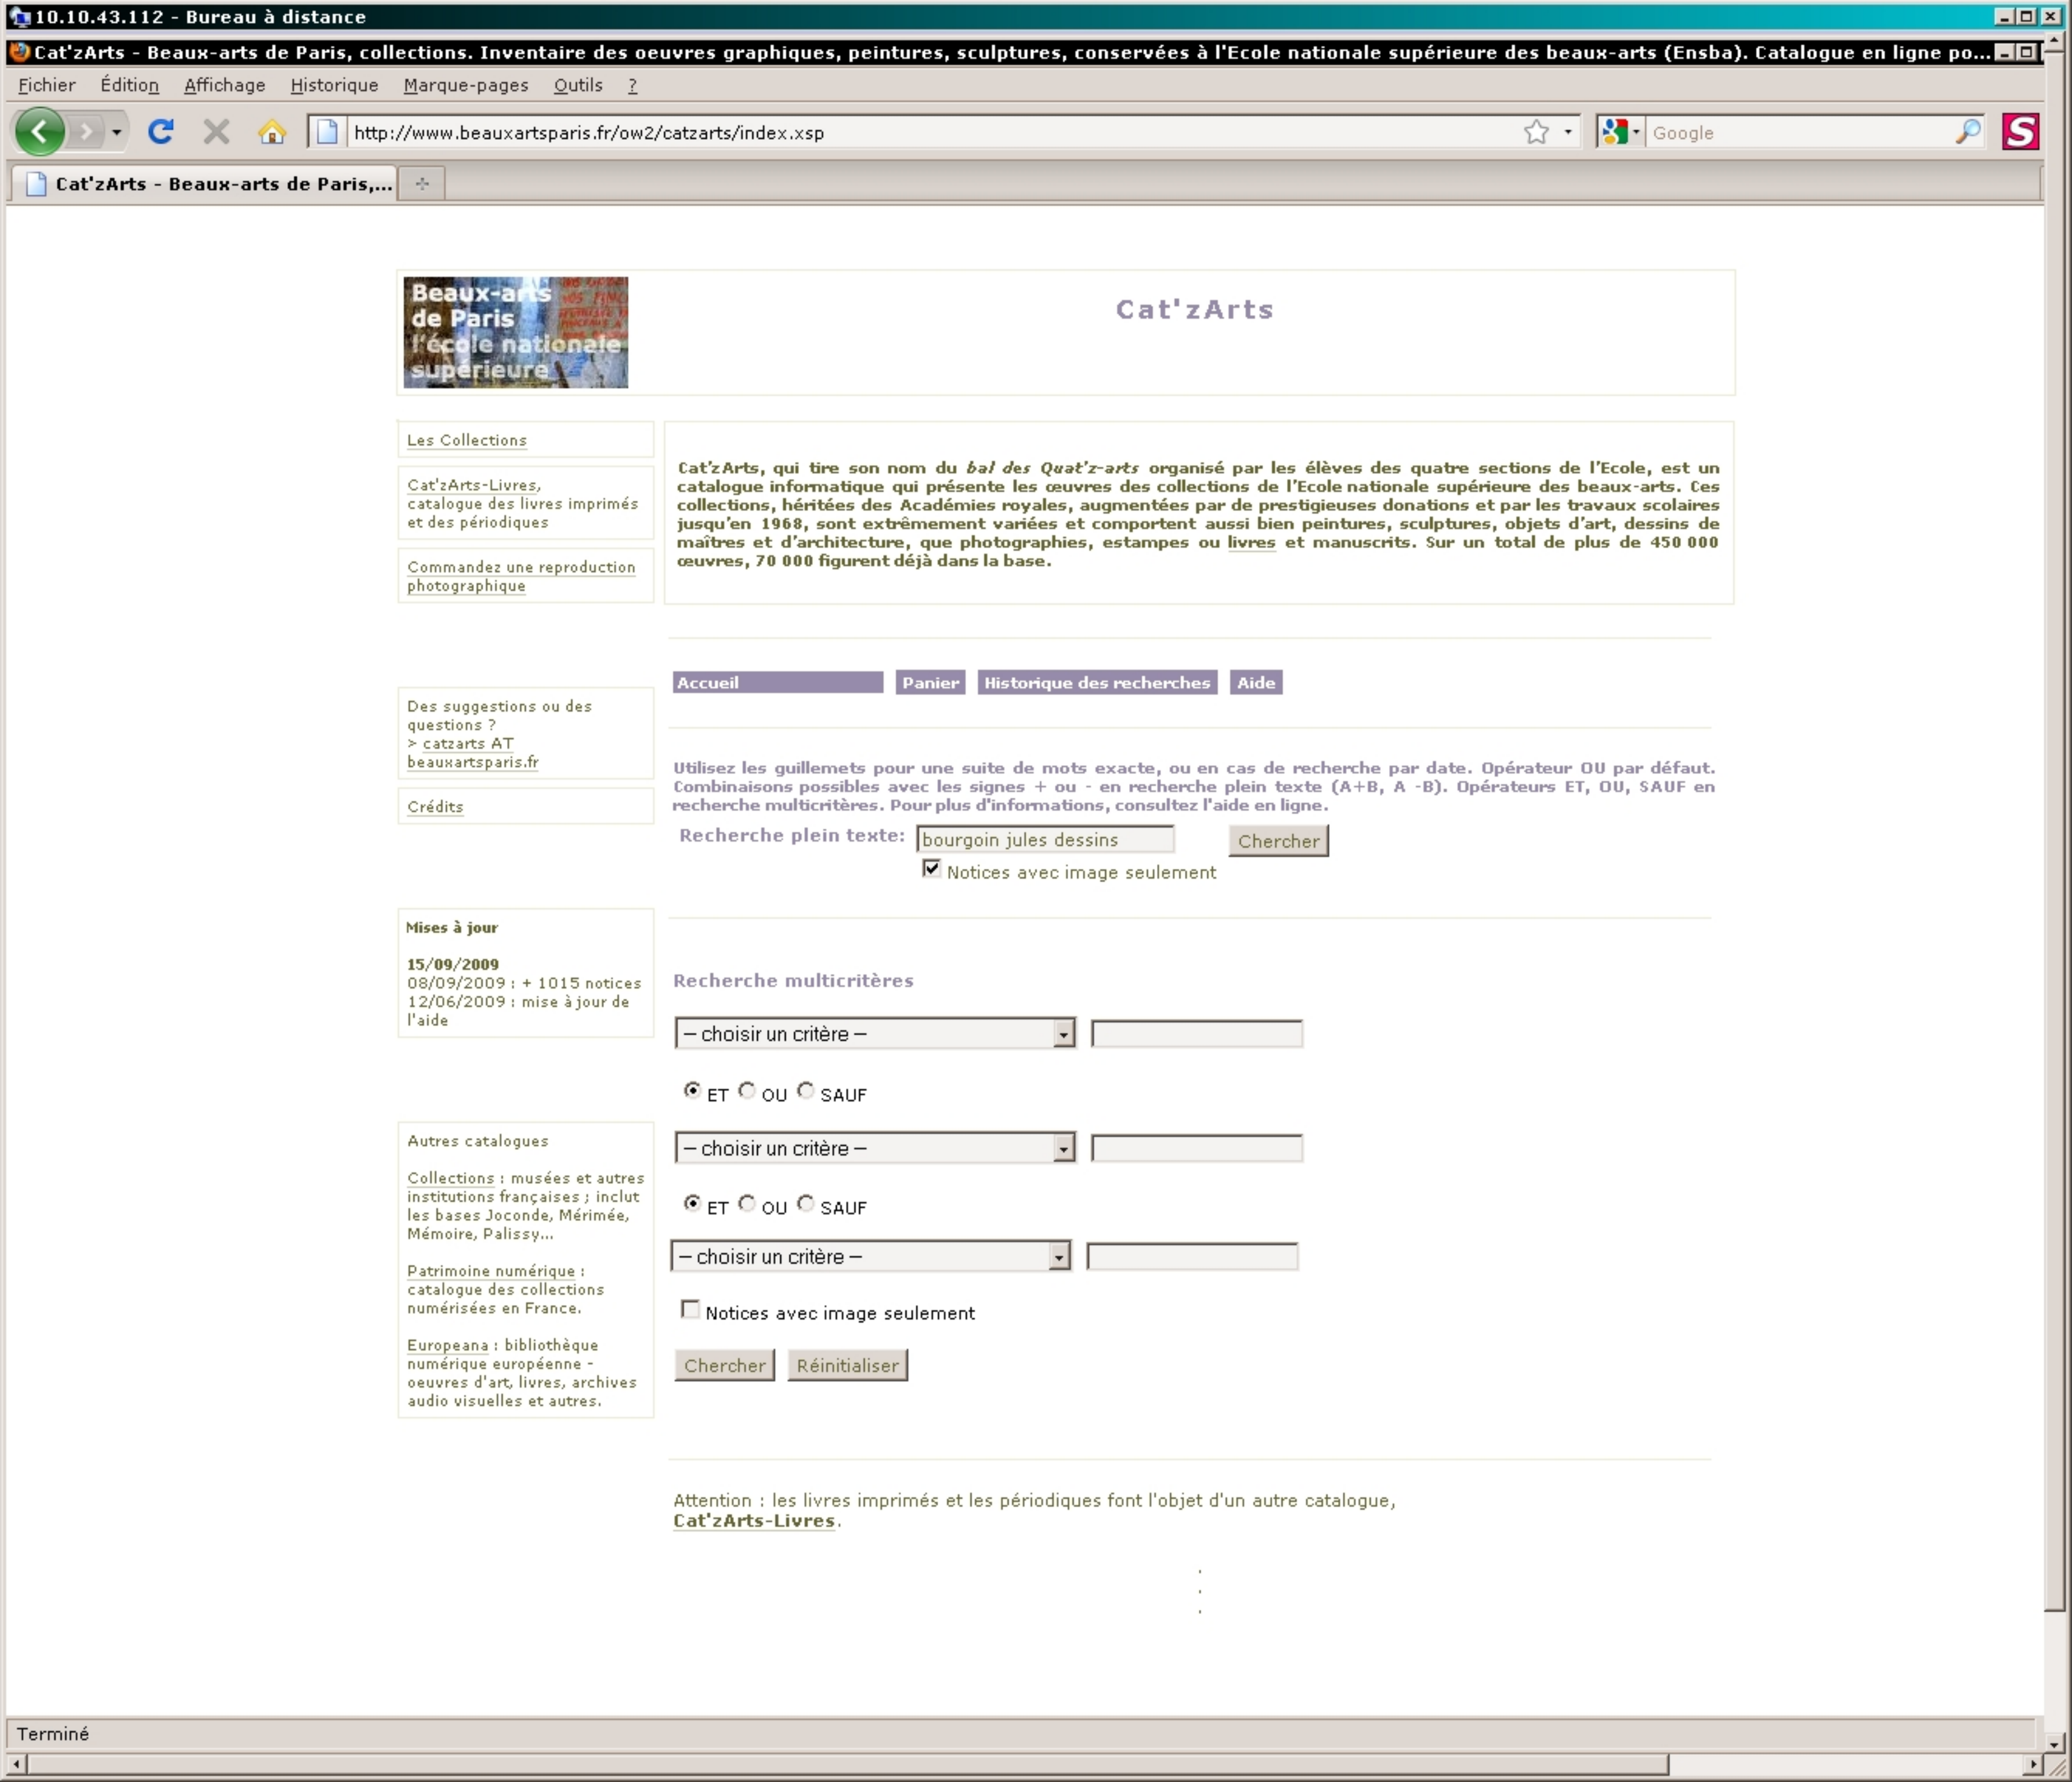 10.10.43.112 - Bureau à distance
Cat'zArts - Beaux-arts de Paris, collections. Inventaire des oeuvres graphiques, peintures, sculptures, conservées à l'Ecole nationale supérieure des beaux-arts (Ensba). Catalogue en ligne po...
Fichier Édition Affichage Historique Marque-pages Outils ?
http://www.beauxartsparis.fr/ow2/catzarts/index.xsp
Google
S
Cat'zArts - Beaux-arts de Paris,...
Beaux-arts
de Paris
l'école nationale
supérieure
Cat'zArts
Les Collections
Cat'zArts-Livres,
catalogue des livres imprimés
et des périodiques
Commandez une reproduction
photographique
Cat'zArts, qui tire son nom du bal des Quat'z-arts organisé par les élèves des quatre sections de l'Ecole, est un
catalogue informatique qui présente les œuvres des collections de l'Ecole nationale supérieure des beaux-arts. Ces
collections, héritées des Académies royales, augmentées par de prestigieuses donations et par les travaux scolaires
jusqu'en 1968, sont extrêmement variées et comportent aussi bien peintures, sculptures, objets d'art, dessins de
maîtres et d'architecture, que photographies, estampes ou livres et manuscrits. Sur un total de plus de 450 000
œuvres, 70 000 figurent déjà dans la base.
Accueil Panier Historique des recherches Aide
Des suggestions ou des
questions ?
> catzarts AT
beauxartsparis.fr
Crédits
Utilisez les guillemets pour une suite de mots exacte, ou en cas de recherche par date. Opérateur OU par défaut.
Combinaisons possibles avec les signes + ou - en recherche plein texte (A+B, A -B). Opérateurs ET, OU, SAUF en
recherche multicritères. Pour plus d'informations, consultez l'aide en ligne.
Recherche plein texte: bourgoin jules dessins Chercher
Notices avec image seulement
Mises à jour
15/09/2009
08/09/2009 : + 1015 notices
12/06/2009 : mise à jour de
l'aide
Recherche multicritères
-- choisir un critère --
ET OU SAUF
-- choisir un critère --
ET OU SAUF
-- choisir un critère --
Notices avec image seulement
Chercher Réinitialiser
Autres catalogues
Collections : musées et autres
institutions françaises ; inclut
les bases Joconde, Mérimée,
Mémoire, Palissy...
Patrimoine numérique :
catalogue des collections
numérisées en France.
Europeana : bibliothèque
numérique européenne -
oeuvres d'art, livres, archives
audio visuelles et autres.
Attention : les livres imprimés et les périodiques font l'objet d'un autre catalogue,
Cat'zArts-Livres.
.
.
.
Terminé